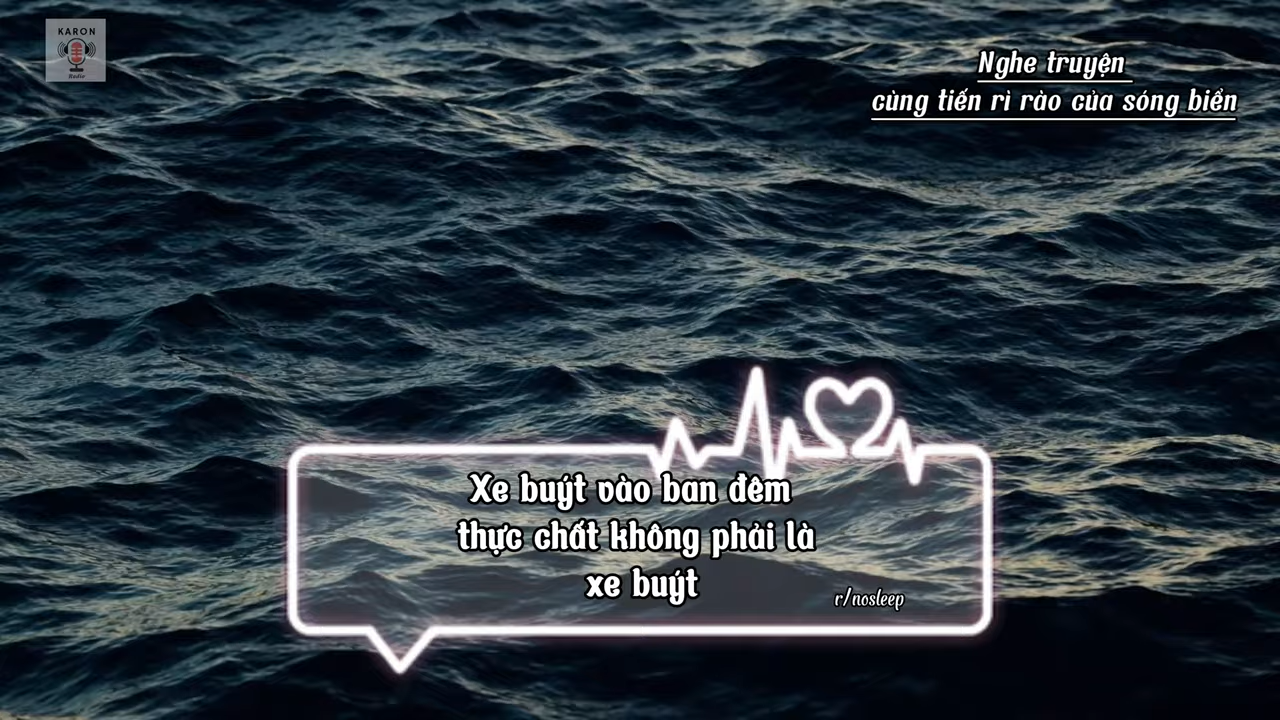 KARON
Radio
Nghe truyện
cùng tiến rì rào của sóng biển
Xe buýt vào ban đêm
thực chất không phải là
xe buýt
r/nosleep